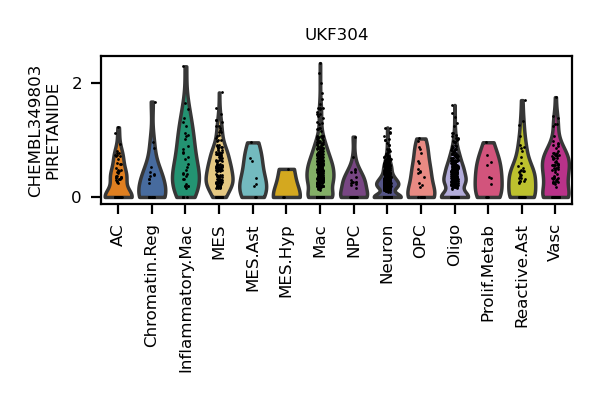 UKF304
CHEMBL349803
PIRETANIDE
2
0
AC
Chromatin.Reg
Inflammatory.Mac
MES
MES.Ast
MES.Hyp
Mac
NPC
Neuron
OPC
Oligo
Prolif.Metab
Reactive.Ast
Vasc